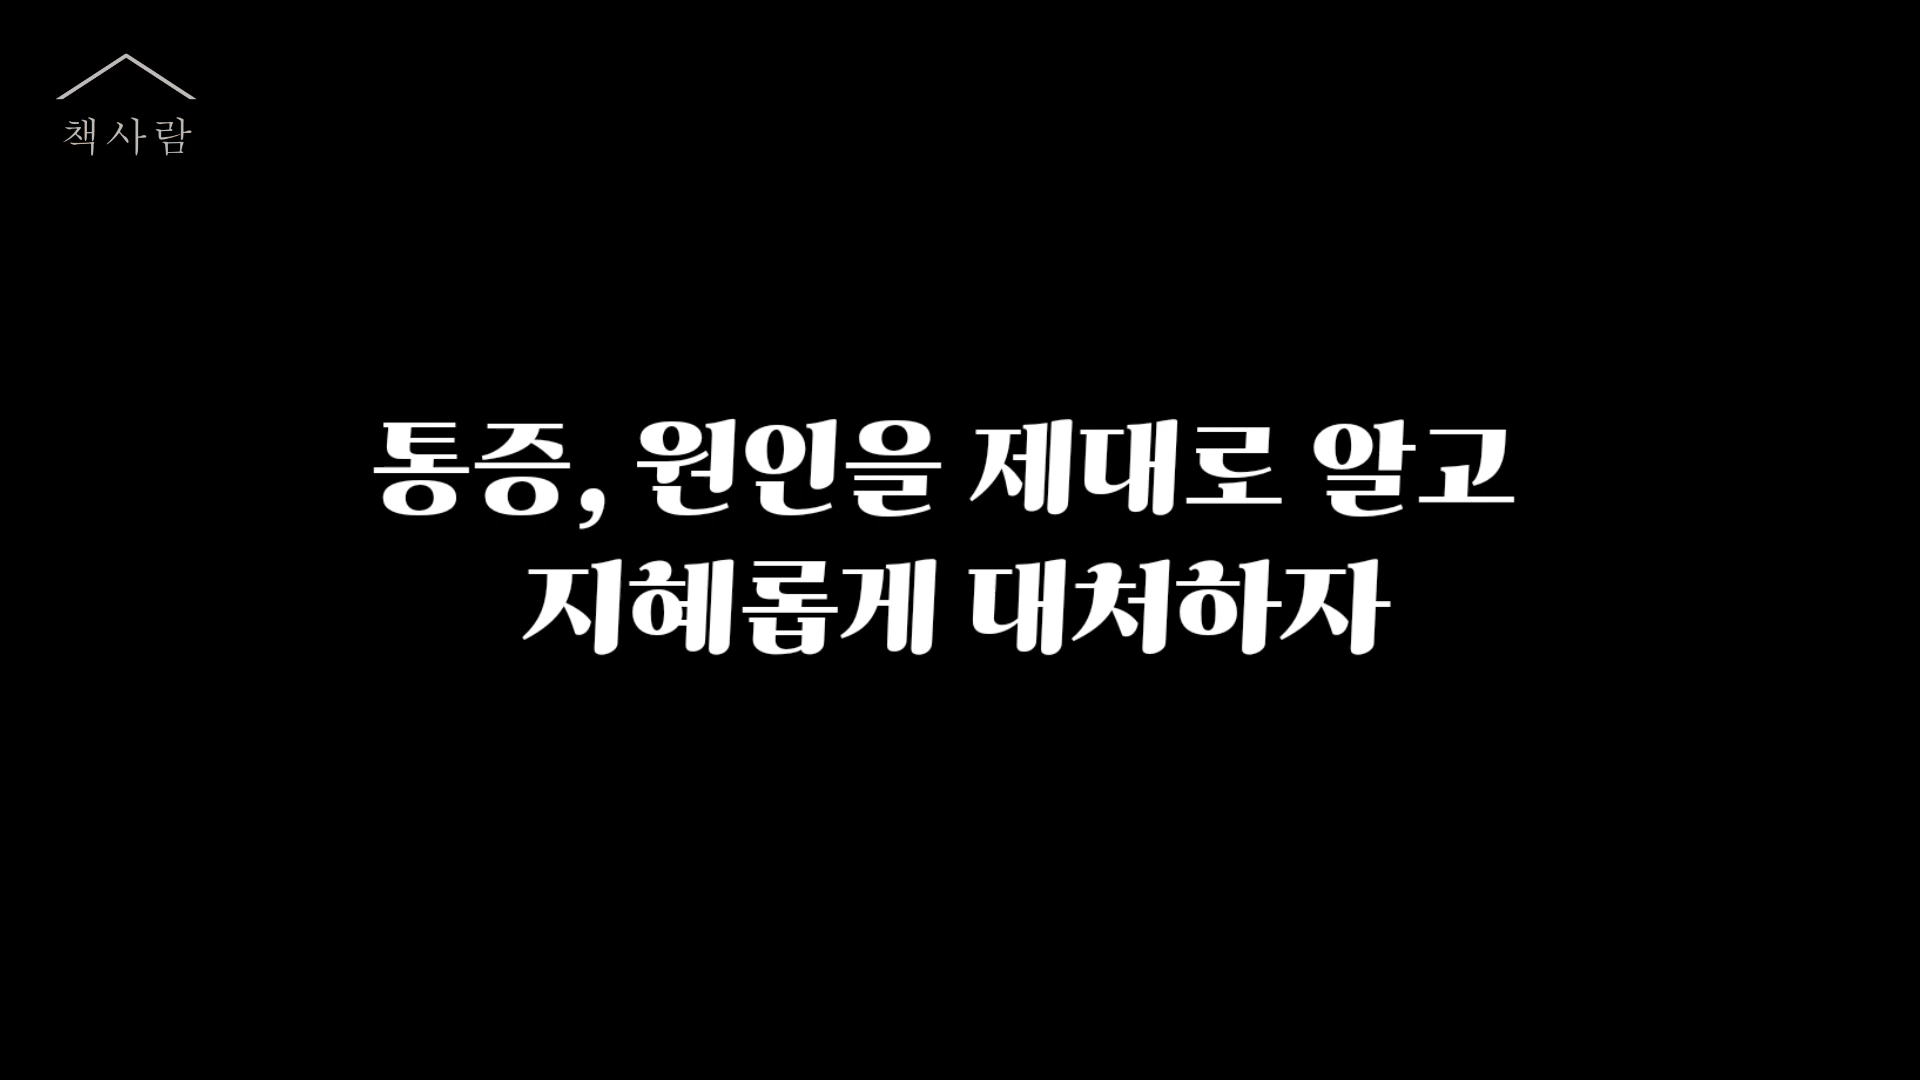 책사람
통증, 원인을 제대로 알고
지혜롭게 대처하자